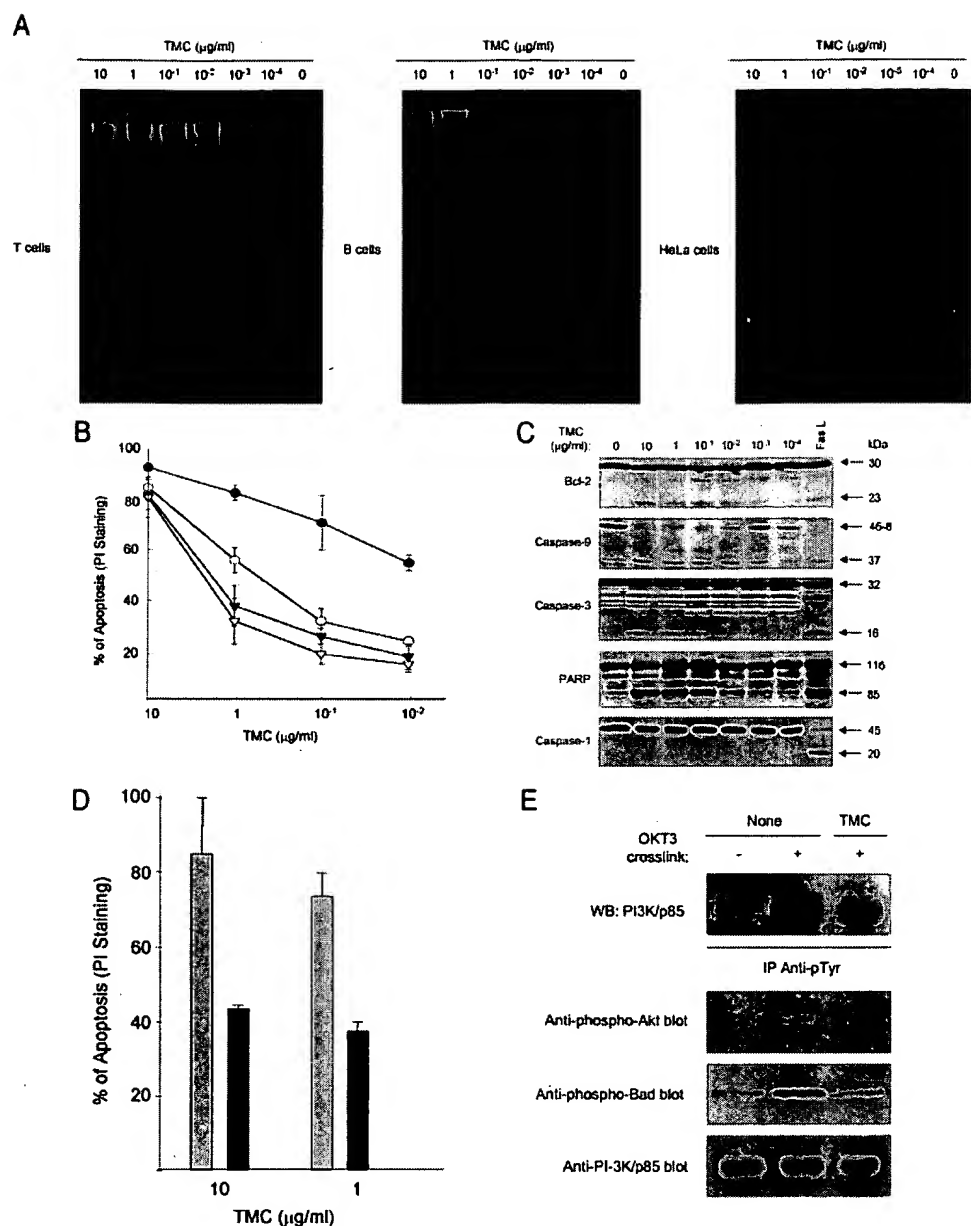 A
TMC (µg/ml)
10 1 10⁻¹ 10⁻² 10⁻³ 10⁻⁴ 0
T cells
TMC (µg/ml)
10 1 10⁻¹ 10⁻² 10⁻³ 10⁻⁴ 0
B cells
TMC (µg/ml)
10 1 10⁻¹ 10⁻² 10⁻⁵ 10⁻⁴ 0
HeLa cells
B
% of Apoptosis (PI Staining)
100
80
60
40
20
10 1 10⁻¹ 10⁻²
TMC (µg/ml)
C
TMC
(µg/ml):
0 10 1 10⁻¹ 10⁻² 10⁻³ 10⁻⁴ Fas L
kDa
Bcl-2
30
23
Caspase-9
46-8
37
Caspase-3
32
16
PARP
116
85
Caspase-1
45
20
D
% of Apoptosis (PI Staining)
100
80
60
40
20
10 1
TMC (µg/ml)
E
None TMC
OKT3
crosslink:
- + +
WB: PI3K/p85
IP Anti-pTyr
Anti-phospho-Akt blot
Anti-phospho-Bad blot
Anti-PI-3K/p85 blot